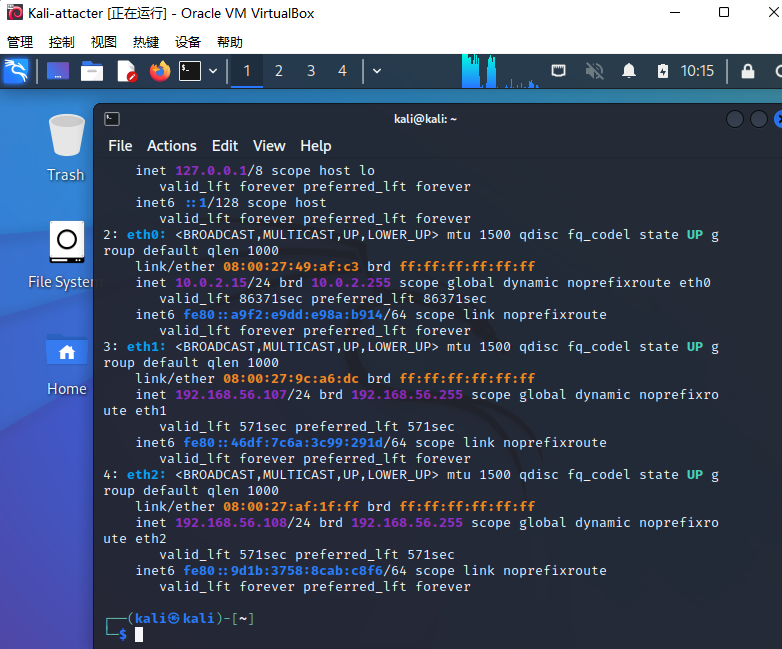 Kali-attacter [正在运行] - Oracle VM VirtualBox
管理 控制 视图 热键 设备 帮助
1 2 3 4 10:15
kali@kali: ~
File Actions Edit View Help
Trash
File System
Home
inet 127.0.0.1/8 scope host lo
valid_lft forever preferred_lft forever
inet6 ::1/128 scope host
valid_lft forever preferred_lft forever
2: eth0: <BROADCAST,MULTICAST,UP,LOWER_UP> mtu 1500 qdisc fq_codel state UP g
roup default qlen 1000
link/ether 08:00:27:49:af:c3 brd ff:ff:ff:ff:ff:ff
inet 10.0.2.15/24 brd 10.0.2.255 scope global dynamic noprefixroute eth0
valid_lft 86371sec preferred_lft 86371sec
inet6 fe80::a9f2:e9dd:e98a:b914/64 scope link noprefixroute
valid_lft forever preferred_lft forever
3: eth1: <BROADCAST,MULTICAST,UP,LOWER_UP> mtu 1500 qdisc fq_codel state UP g
roup default qlen 1000
link/ether 08:00:27:9c:a6:dc brd ff:ff:ff:ff:ff:ff
inet 192.168.56.107/24 brd 192.168.56.255 scope global dynamic noprefixro
ute eth1
valid_lft 571sec preferred_lft 571sec
inet6 fe80::46df:7c6a:3c99:291d/64 scope link noprefixroute
valid_lft forever preferred_lft forever
4: eth2: <BROADCAST,MULTICAST,UP,LOWER_UP> mtu 1500 qdisc fq_codel state UP g
roup default qlen 1000
link/ether 08:00:27:af:1f:ff brd ff:ff:ff:ff:ff:ff
inet 192.168.56.108/24 brd 192.168.56.255 scope global dynamic noprefixro
ute eth2
valid_lft 571sec preferred_lft 571sec
inet6 fe80::9d1b:3758:8cab:c8f6/64 scope link noprefixroute
valid_lft forever preferred_lft forever
┌──(kali㉿kali)-[~]
└─$